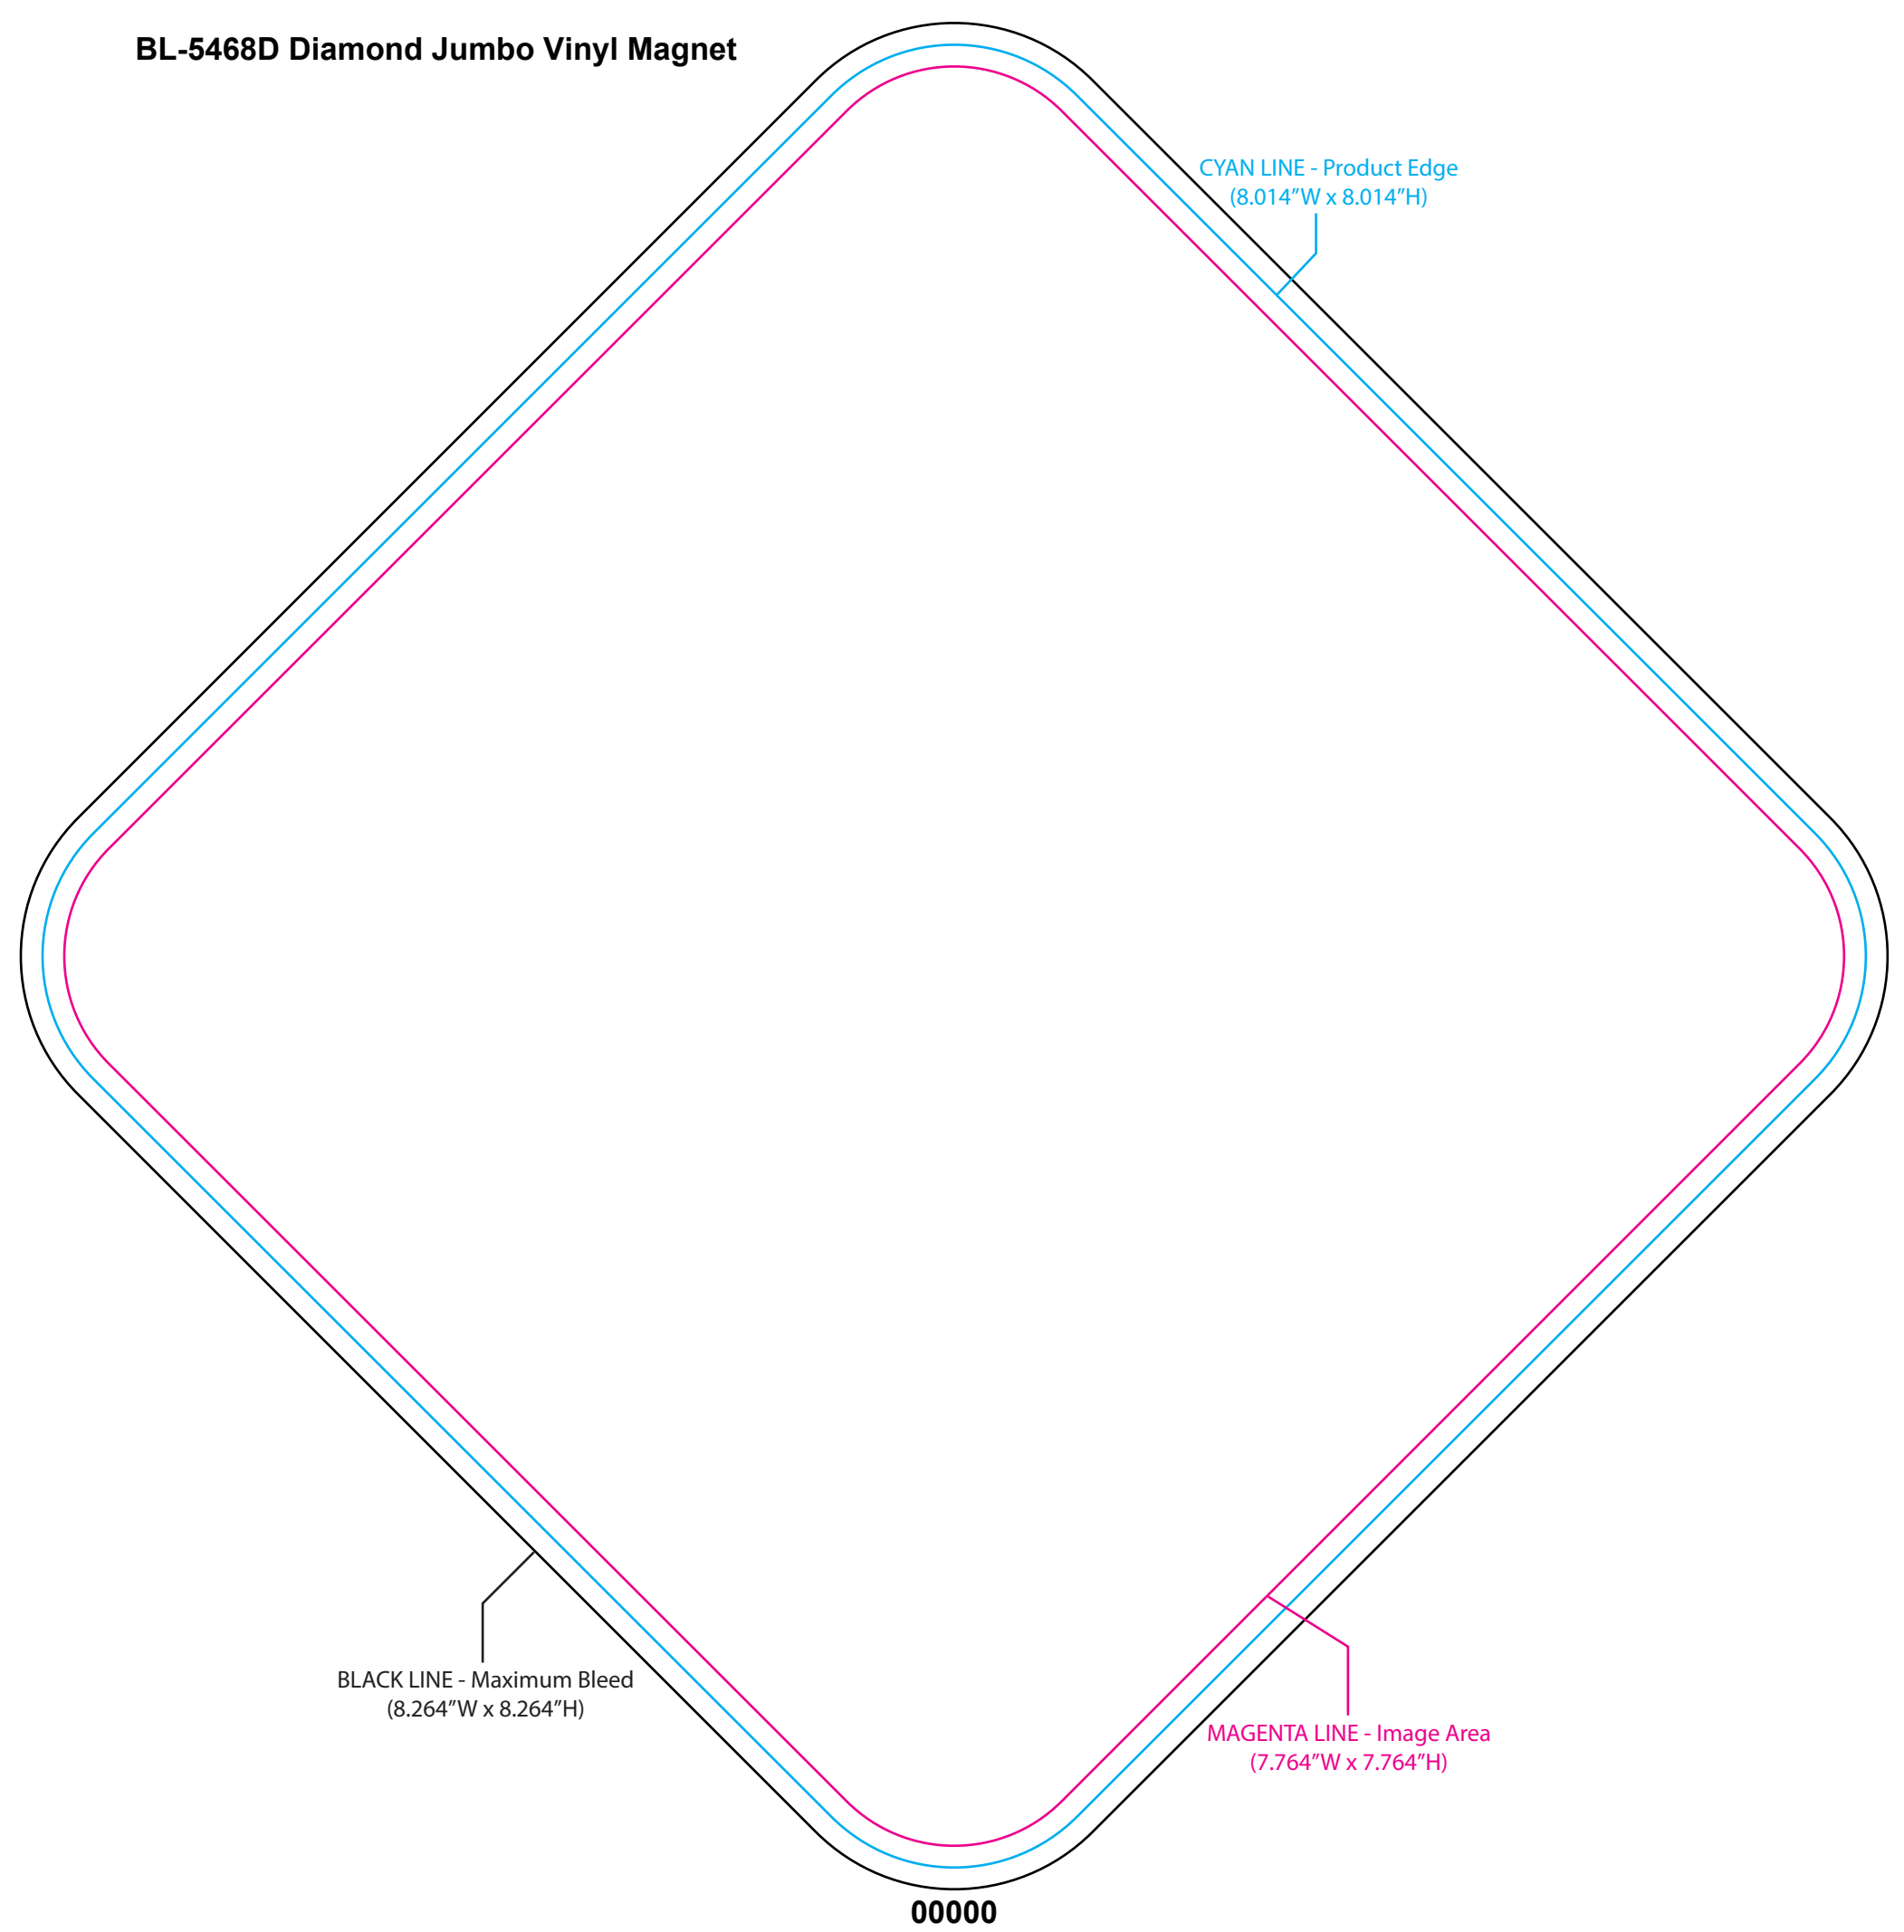 BL-5468D Diamond Jumbo Vinyl Magnet
CYAN LINE - Product Edge
(8.014”W x 8.014”H)
BLACK LINE - Maximum Bleed
(8.264”W x 8.264”H)
MAGENTA LINE - Image Area
(7.764”W x 7.764”H)
00000